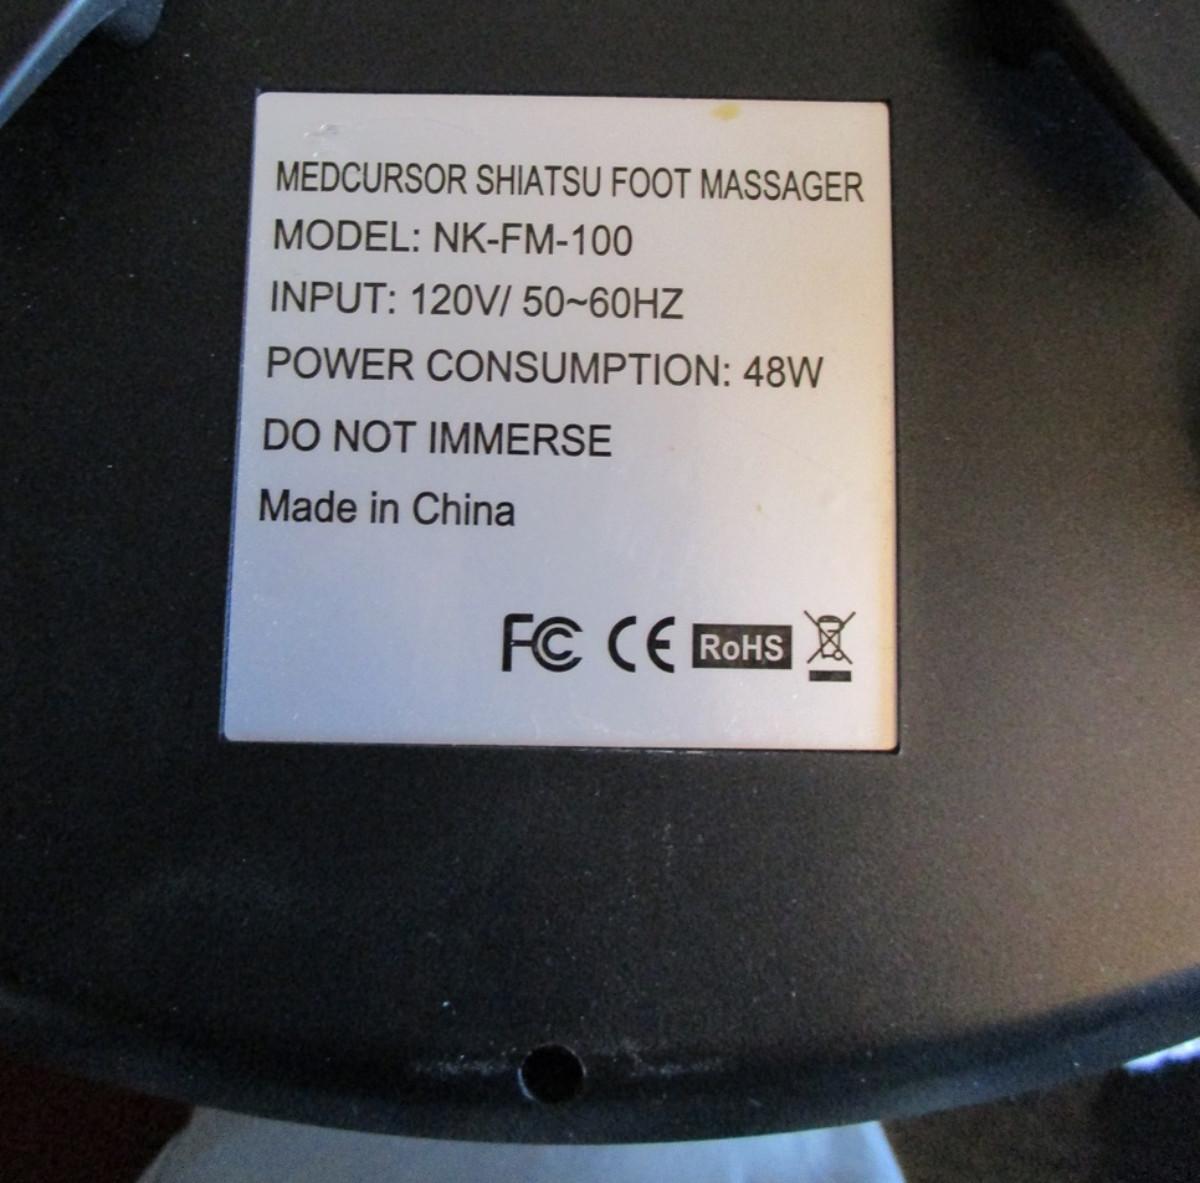 MEDCURSOR SHIATSU FOOT MASSAGER
MODEL: NK-FM-100
INPUT: 120V/ 50~60HZ
POWER CONSUMPTION: 48W
DO NOT IMMERSE
Made in China
FC CE RoHS